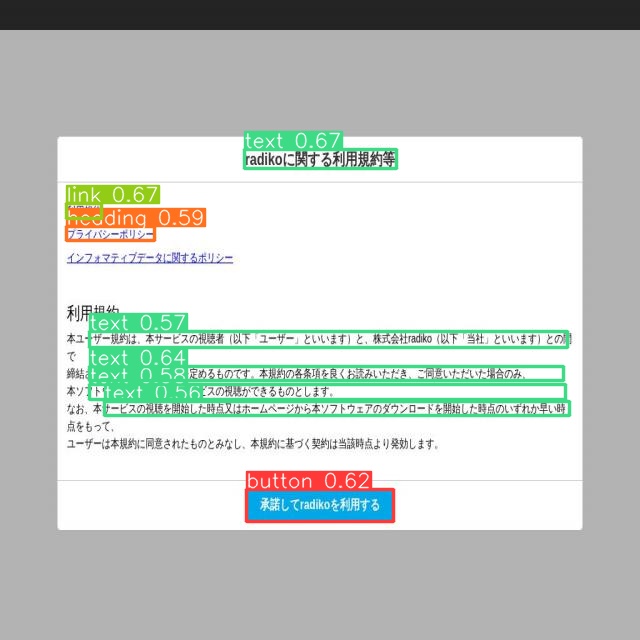 text 0.67
radikoに関する利用規約等
link 0.67
heading 0.59
プライバシーポリシー
インフォマティブデータに関するポリシー
利用規約
text 0.57
本ユーザー規約は、本サービスの視聴者（以下「ユーザー」といいます）と、株式会社radiko（以下「当社」といいます）との間
で
text 0.64
締結 定めるものです。本規約の各条項を良くお読みいただき、ご同意いただいた場合のみ、
text 0.58
本ソフト ビスの視聴ができるものとします。
text 0.56
なお、本サービスの視聴を開始した時点又はホームページから本ソフトウェアのダウンロードを開始した時点のいずれか早い時
点をもって、
ユーザーは本規約に同意されたものとみなし、本規約に基づく契約は当該時点より発効します。
button 0.62
承諾してradikoを利用する